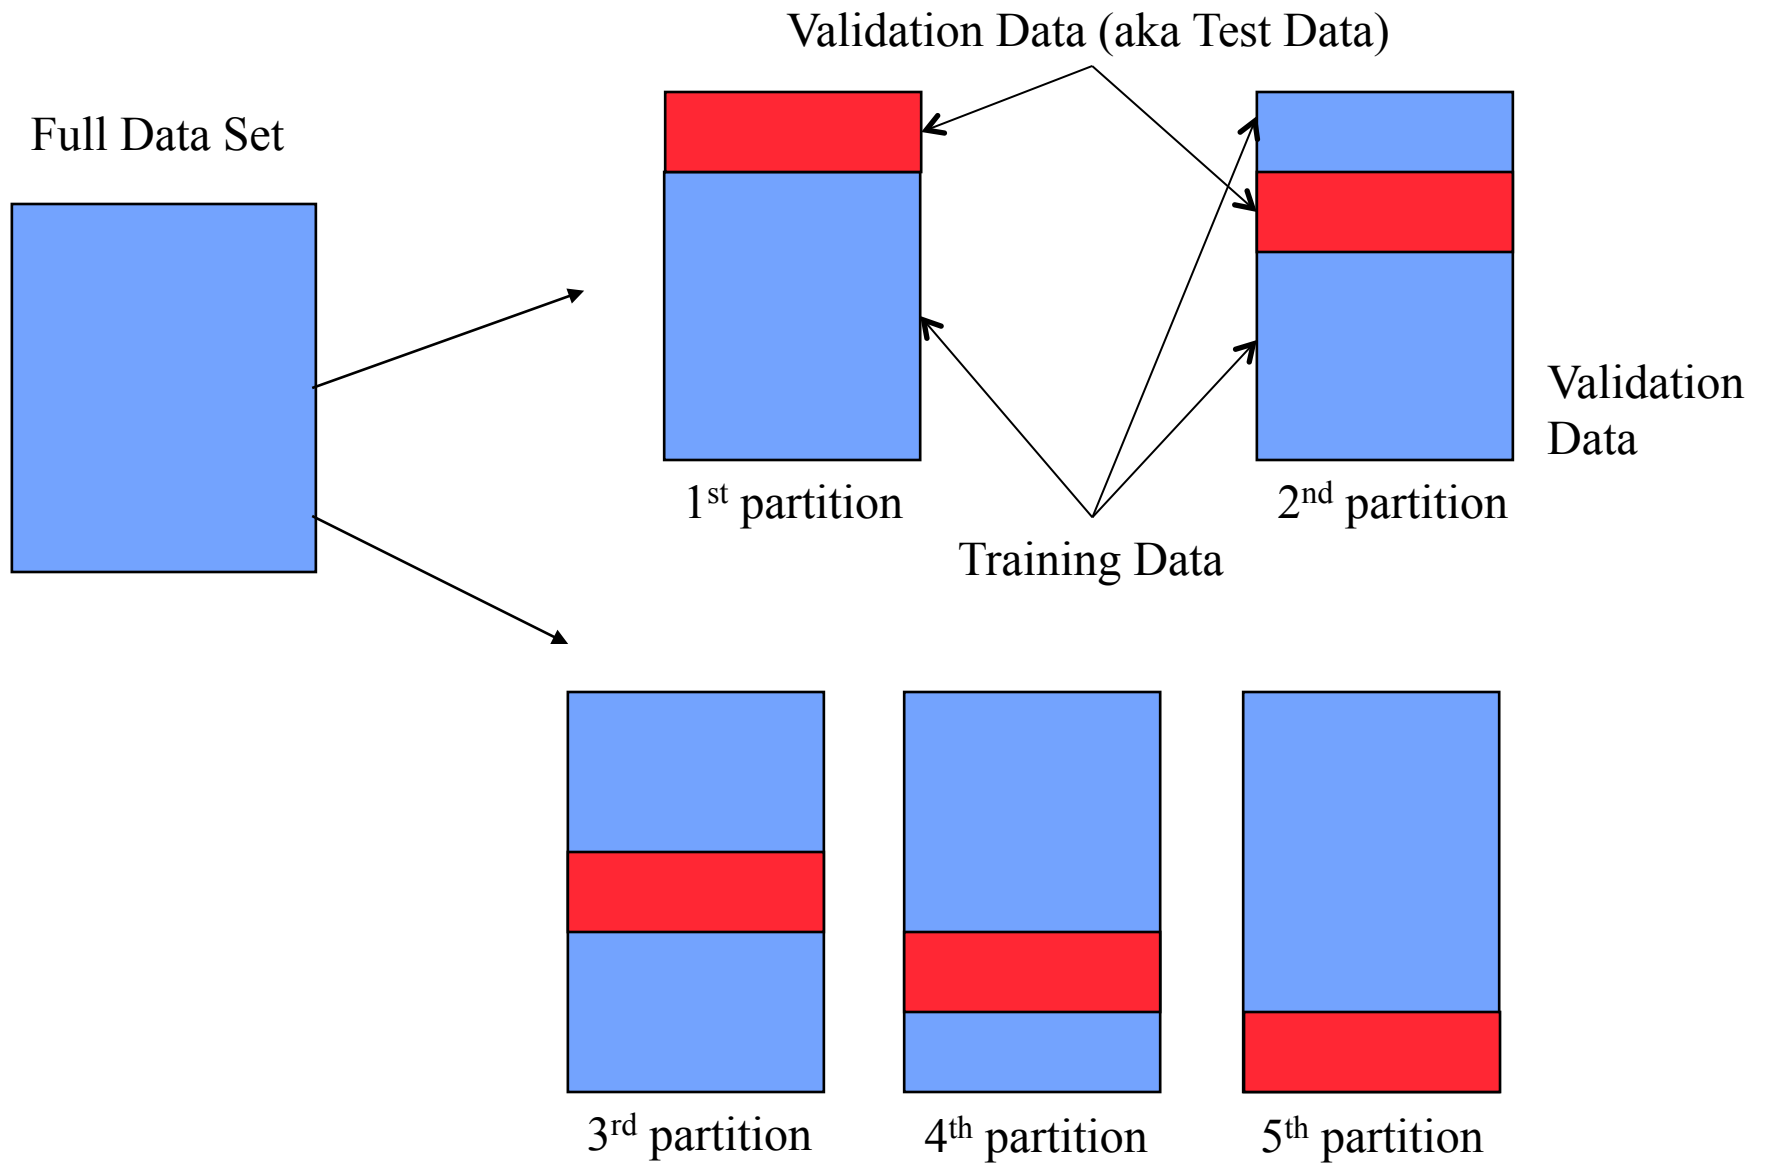 Validation Data (aka Test Data)
Full Data Set
Validation
Data
1st partition
2nd partition
Training Data
3rd partition
4th partition
5th partition